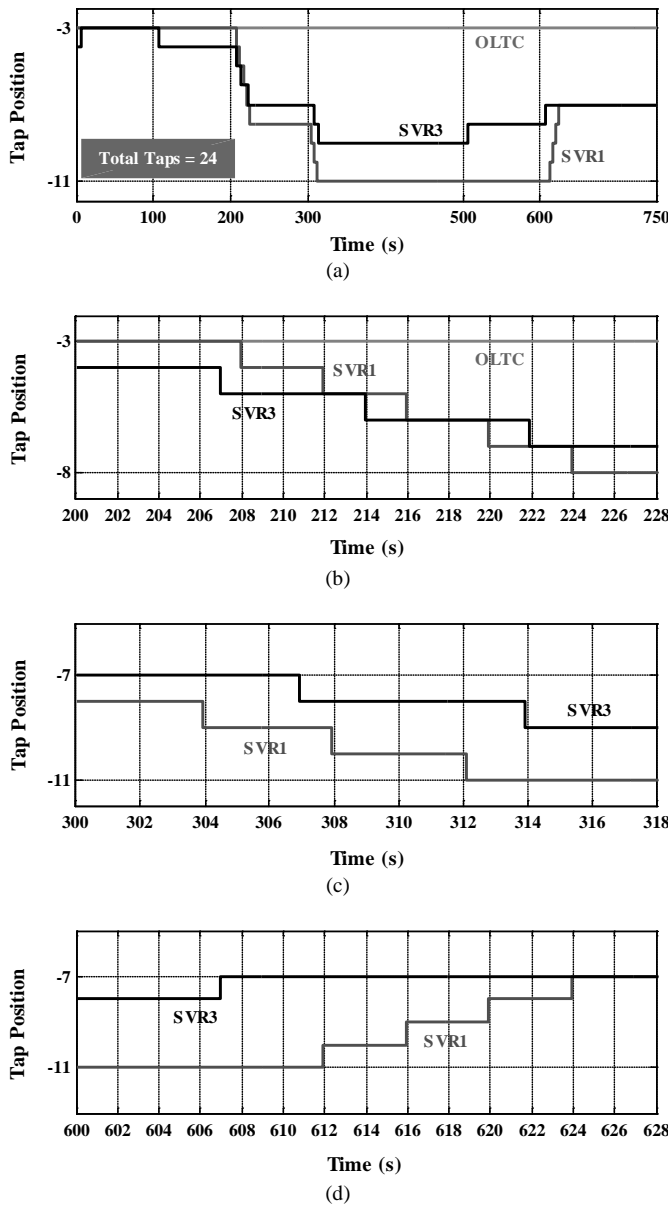 -3
OLTC
Tap Position
SVR3
Total Taps = 24
SVR1
-11
0 100 200 300 500 600 750
Time (s)
(a)
-3
SVR1
OLTC
Tap Position
SVR3
-8
200 202 204 206 208 210 212 214 216 218 220 222 224 226 228
Time (s)
(b)
-7
Tap Position
SVR3
SVR1
-11
300 302 304 306 308 310 312 314 316 318
Time (s)
(c)
-7
Tap Position
SVR3
SVR1
-11
600 602 604 606 608 610 612 614 616 618 620 622 624 626 628
Time (s)
(d)